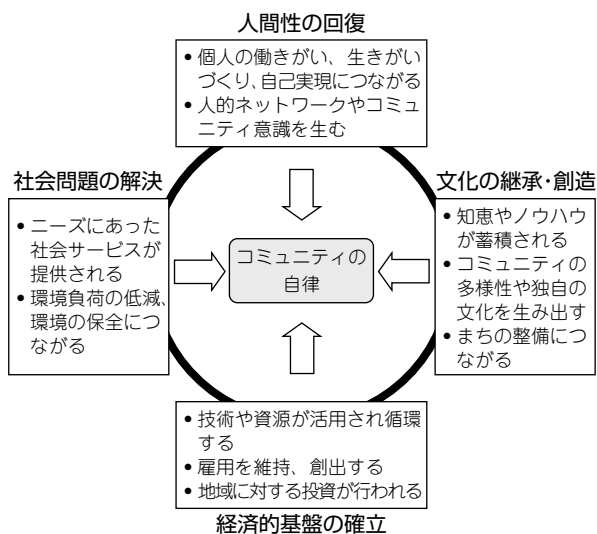 人間性の回復
• 個人の働きがい、生きがい
づくり、自己実現につながる
• 人的ネットワークやコミュ
ニティ意識を生む
社会問題の解決
• ニーズにあった
社会サービスが
提供される
• 環境負荷の低減、
環境の保全につ
ながる
コミュニティの
自律
文化の継承・創造
• 知恵やノウハウ
が蓄積される
• コミュニティの
多様性や独自の
文化を生み出す
• まちの整備につ
ながる
• 技術や資源が活用され循環
する
• 雇用を維持、創出する
• 地域に対する投資が行われる
経済的基盤の確立